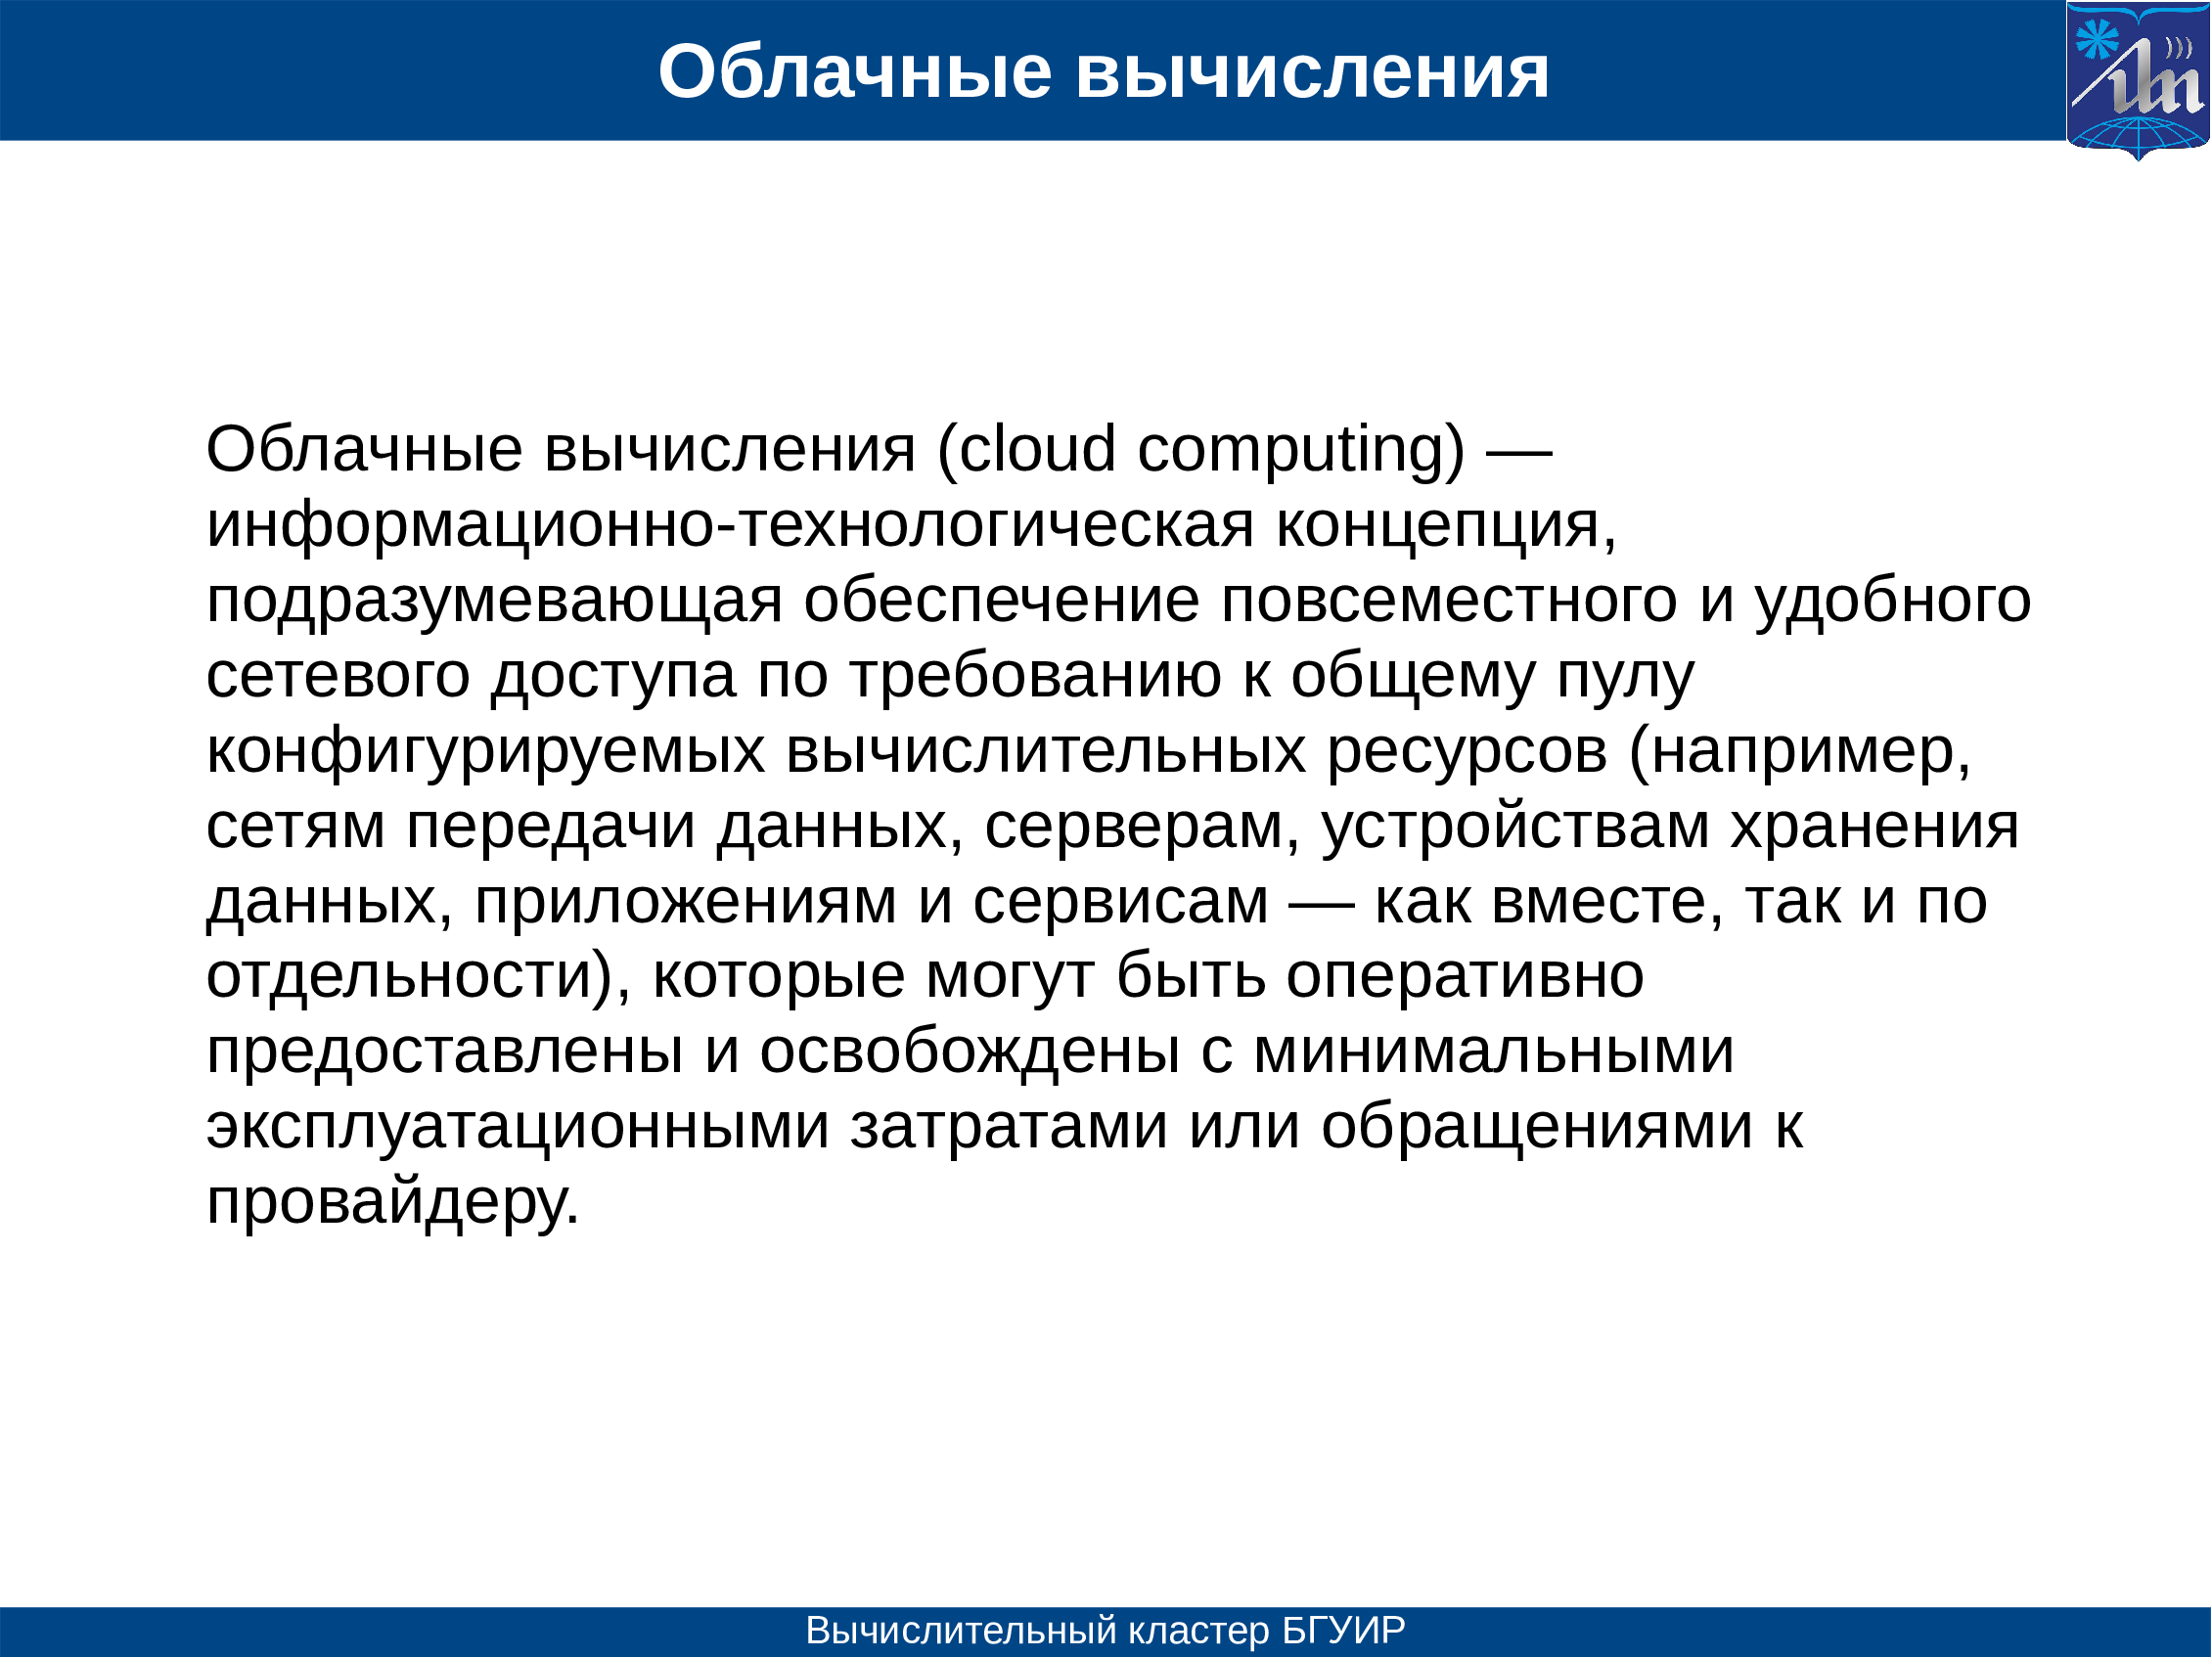 Облачные вычисления
Облачные вычисления (cloud computing) —
информационно-технологическая концепция,
подразумевающая обеспечение повсеместного и удобного
сетевого доступа по требованию к общему пулу
конфигурируемых вычислительных ресурсов (например,
сетям передачи данных, серверам, устройствам хранения
данных, приложениям и сервисам — как вместе, так и по
отдельности), которые могут быть оперативно
предоставлены и освобождены с минимальными
эксплуатационными затратами или обращениями к
провайдеру.
Вычислительный кластер БГУИР